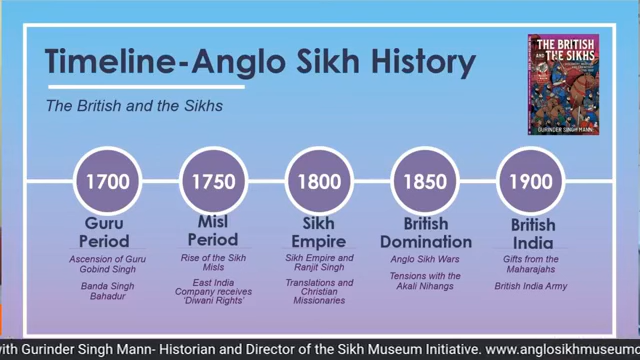 Timeline-Anglo Sikh History
The British and the Sikhs
THE BRITISH
AND THE SIKHS
GURINDER SINGH MANN
1700
1750
1800
1850
1900
Guru
Period
Ascension of Guru
Gobind Singh
Banda Singh
Bahadur
Misl
Period
Rise of the Sikh
Misls
East India
Company receives
'Diwani Rights'
Sikh
Empire
Sikh Empire and
Ranjit Singh
Translations and
Christian
Missionaries
British
Domination
Anglo Sikh Wars
Tensions with the
Akali Nihangs
British
India
Gifts from the
Maharajahs
British India Army
with Gurinder Singh Mann- Historian and Director of the Sikh Museum Initiative. www.anglosikhmuseum